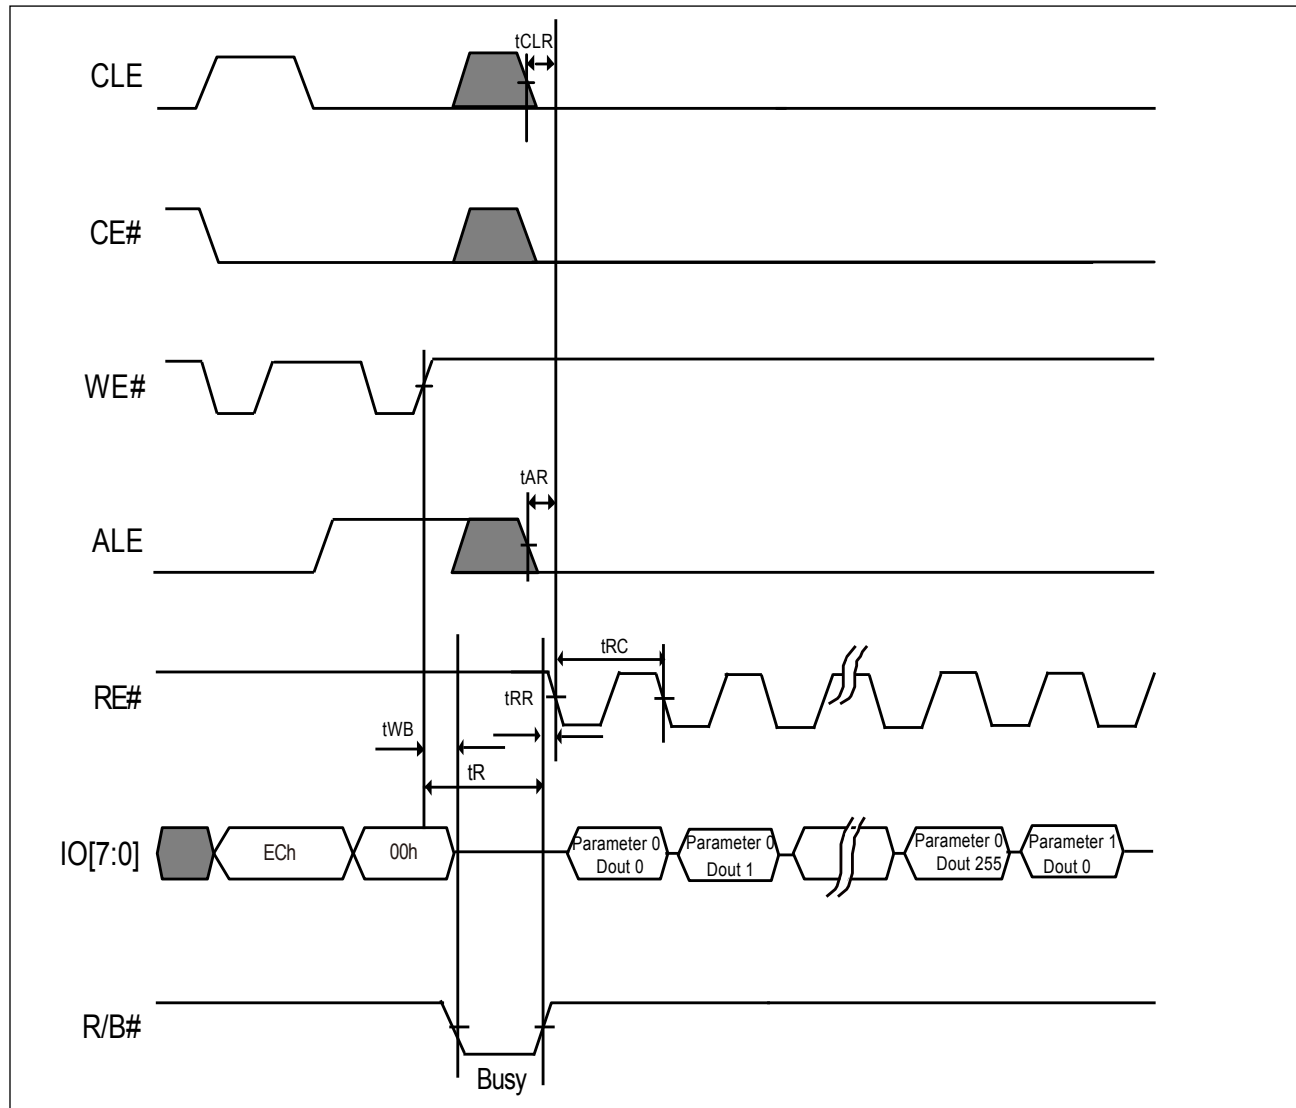 tCLR
CLE
CE#
WE#
tAR
ALE
tRC
RE#
tRR
tWB
tR
IO[7:0]
ECh
00h
Parameter 0
Dout 0
Parameter 0
Dout 1
Parameter 0
Dout 255
Parameter 1
Dout 0
R/B#
Busy